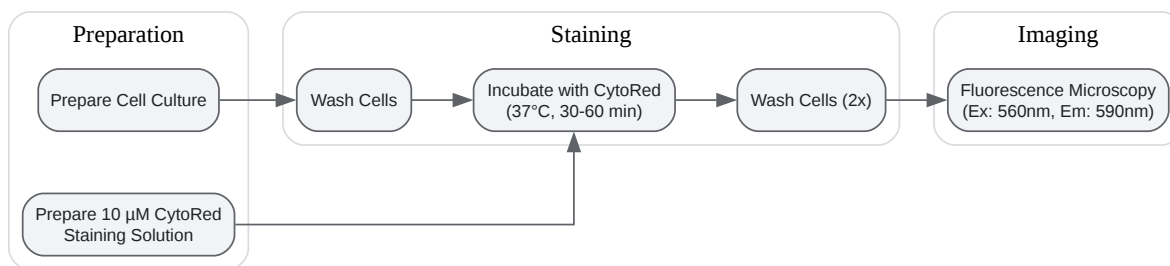 Preparation
Prepare Cell Culture
Prepare 10 µM CytoRed
Staining Solution
Staining
Wash Cells
Incubate with CytoRed
(37°C, 30-60 min)
Wash Cells (2x)
Imaging
Fluorescence Microscopy
(Ex: 560nm, Em: 590nm)